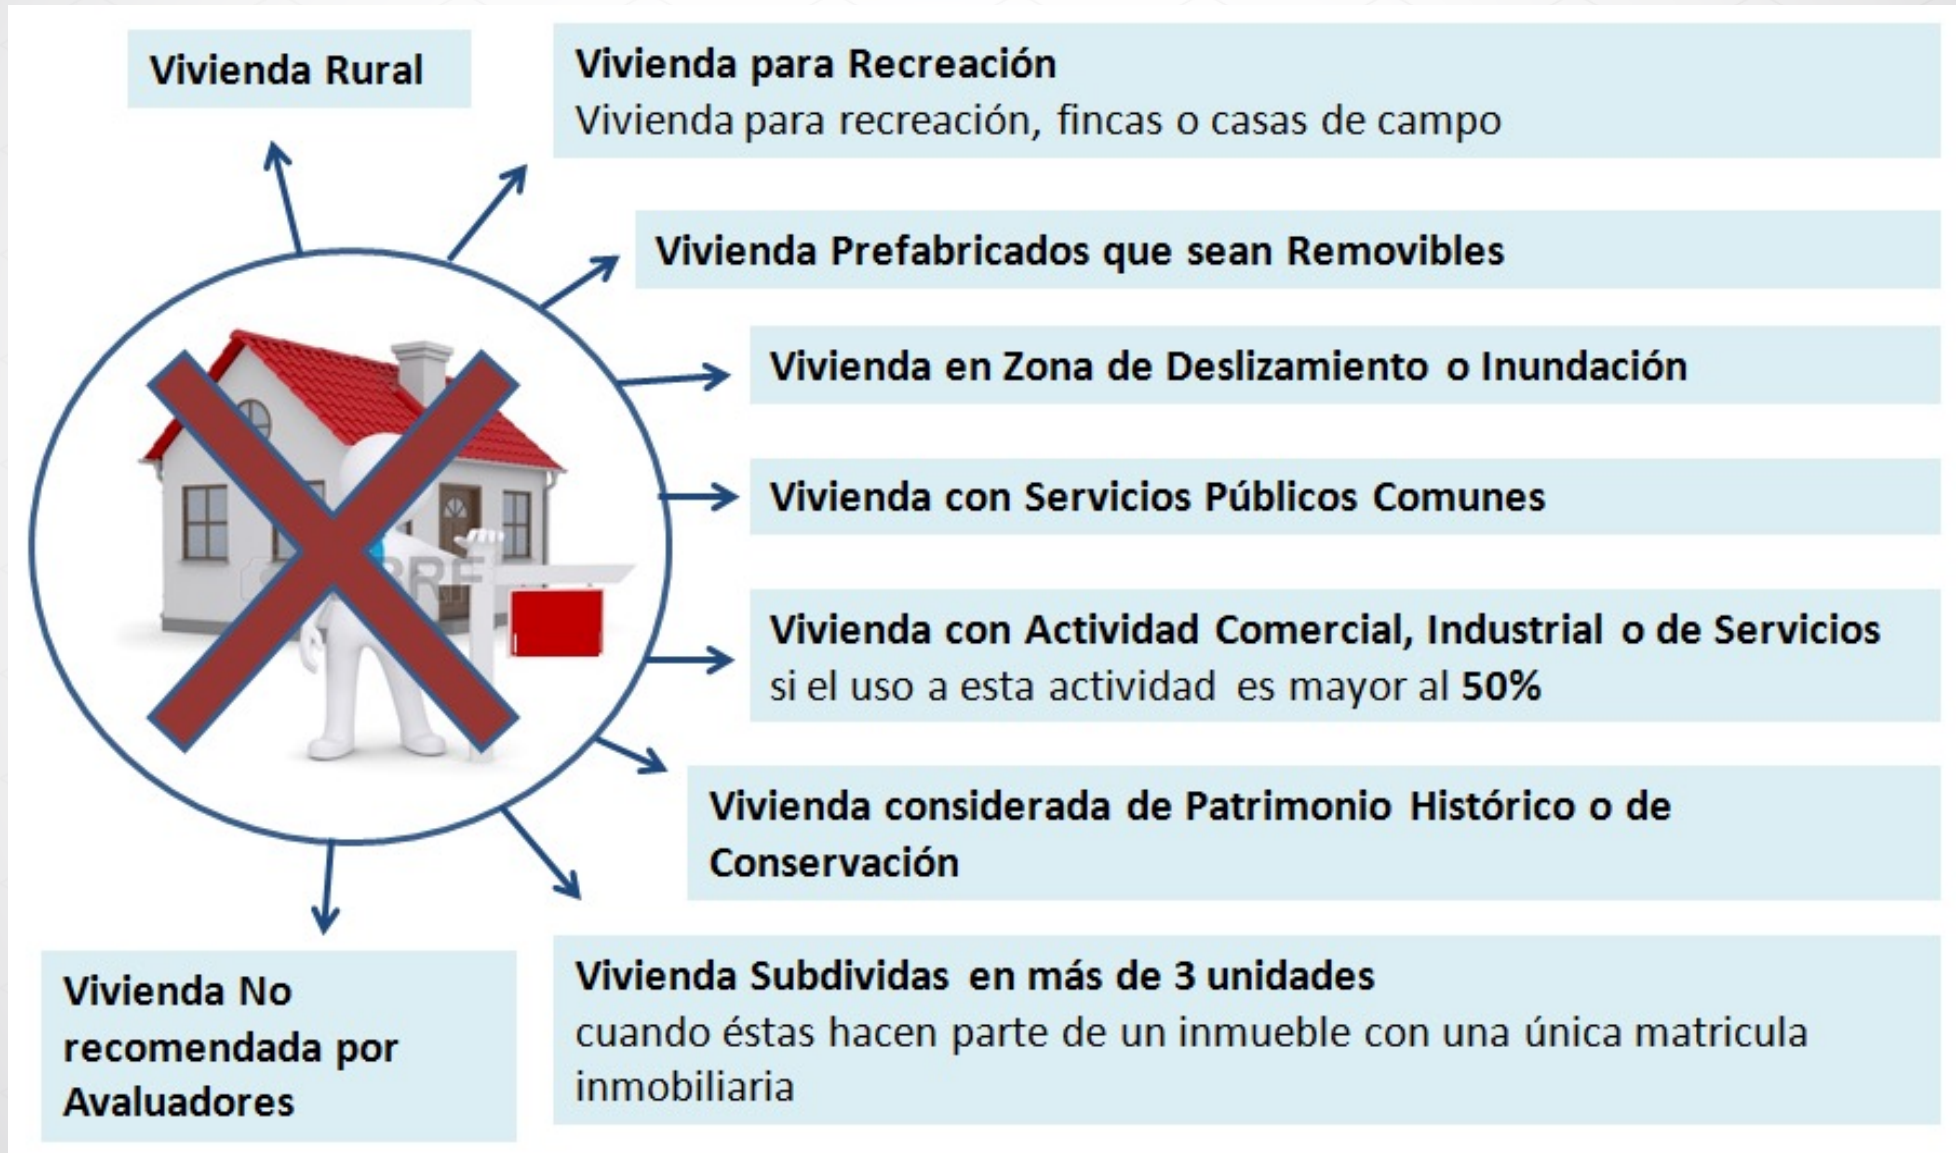 Vivienda Rural
Vivienda para Recreación
Vivienda para recreación, fincas o casas de campo
Vivienda Prefabricados que sean Removibles
Vivienda en Zona de Deslizamiento o Inundación
Vivienda con Servicios Públicos Comunes
Vivienda con Actividad Comercial, Industrial o de Servicios
si el uso a esta actividad es mayor al 50%
Vivienda considerada de Patrimonio Histórico o de
Conservación
Vivienda Subdividas en más de 3 unidades
cuando éstas hacen parte de un inmueble con una única matricula
inmobiliaria
Vivienda No
recomendada por
Avaluadores